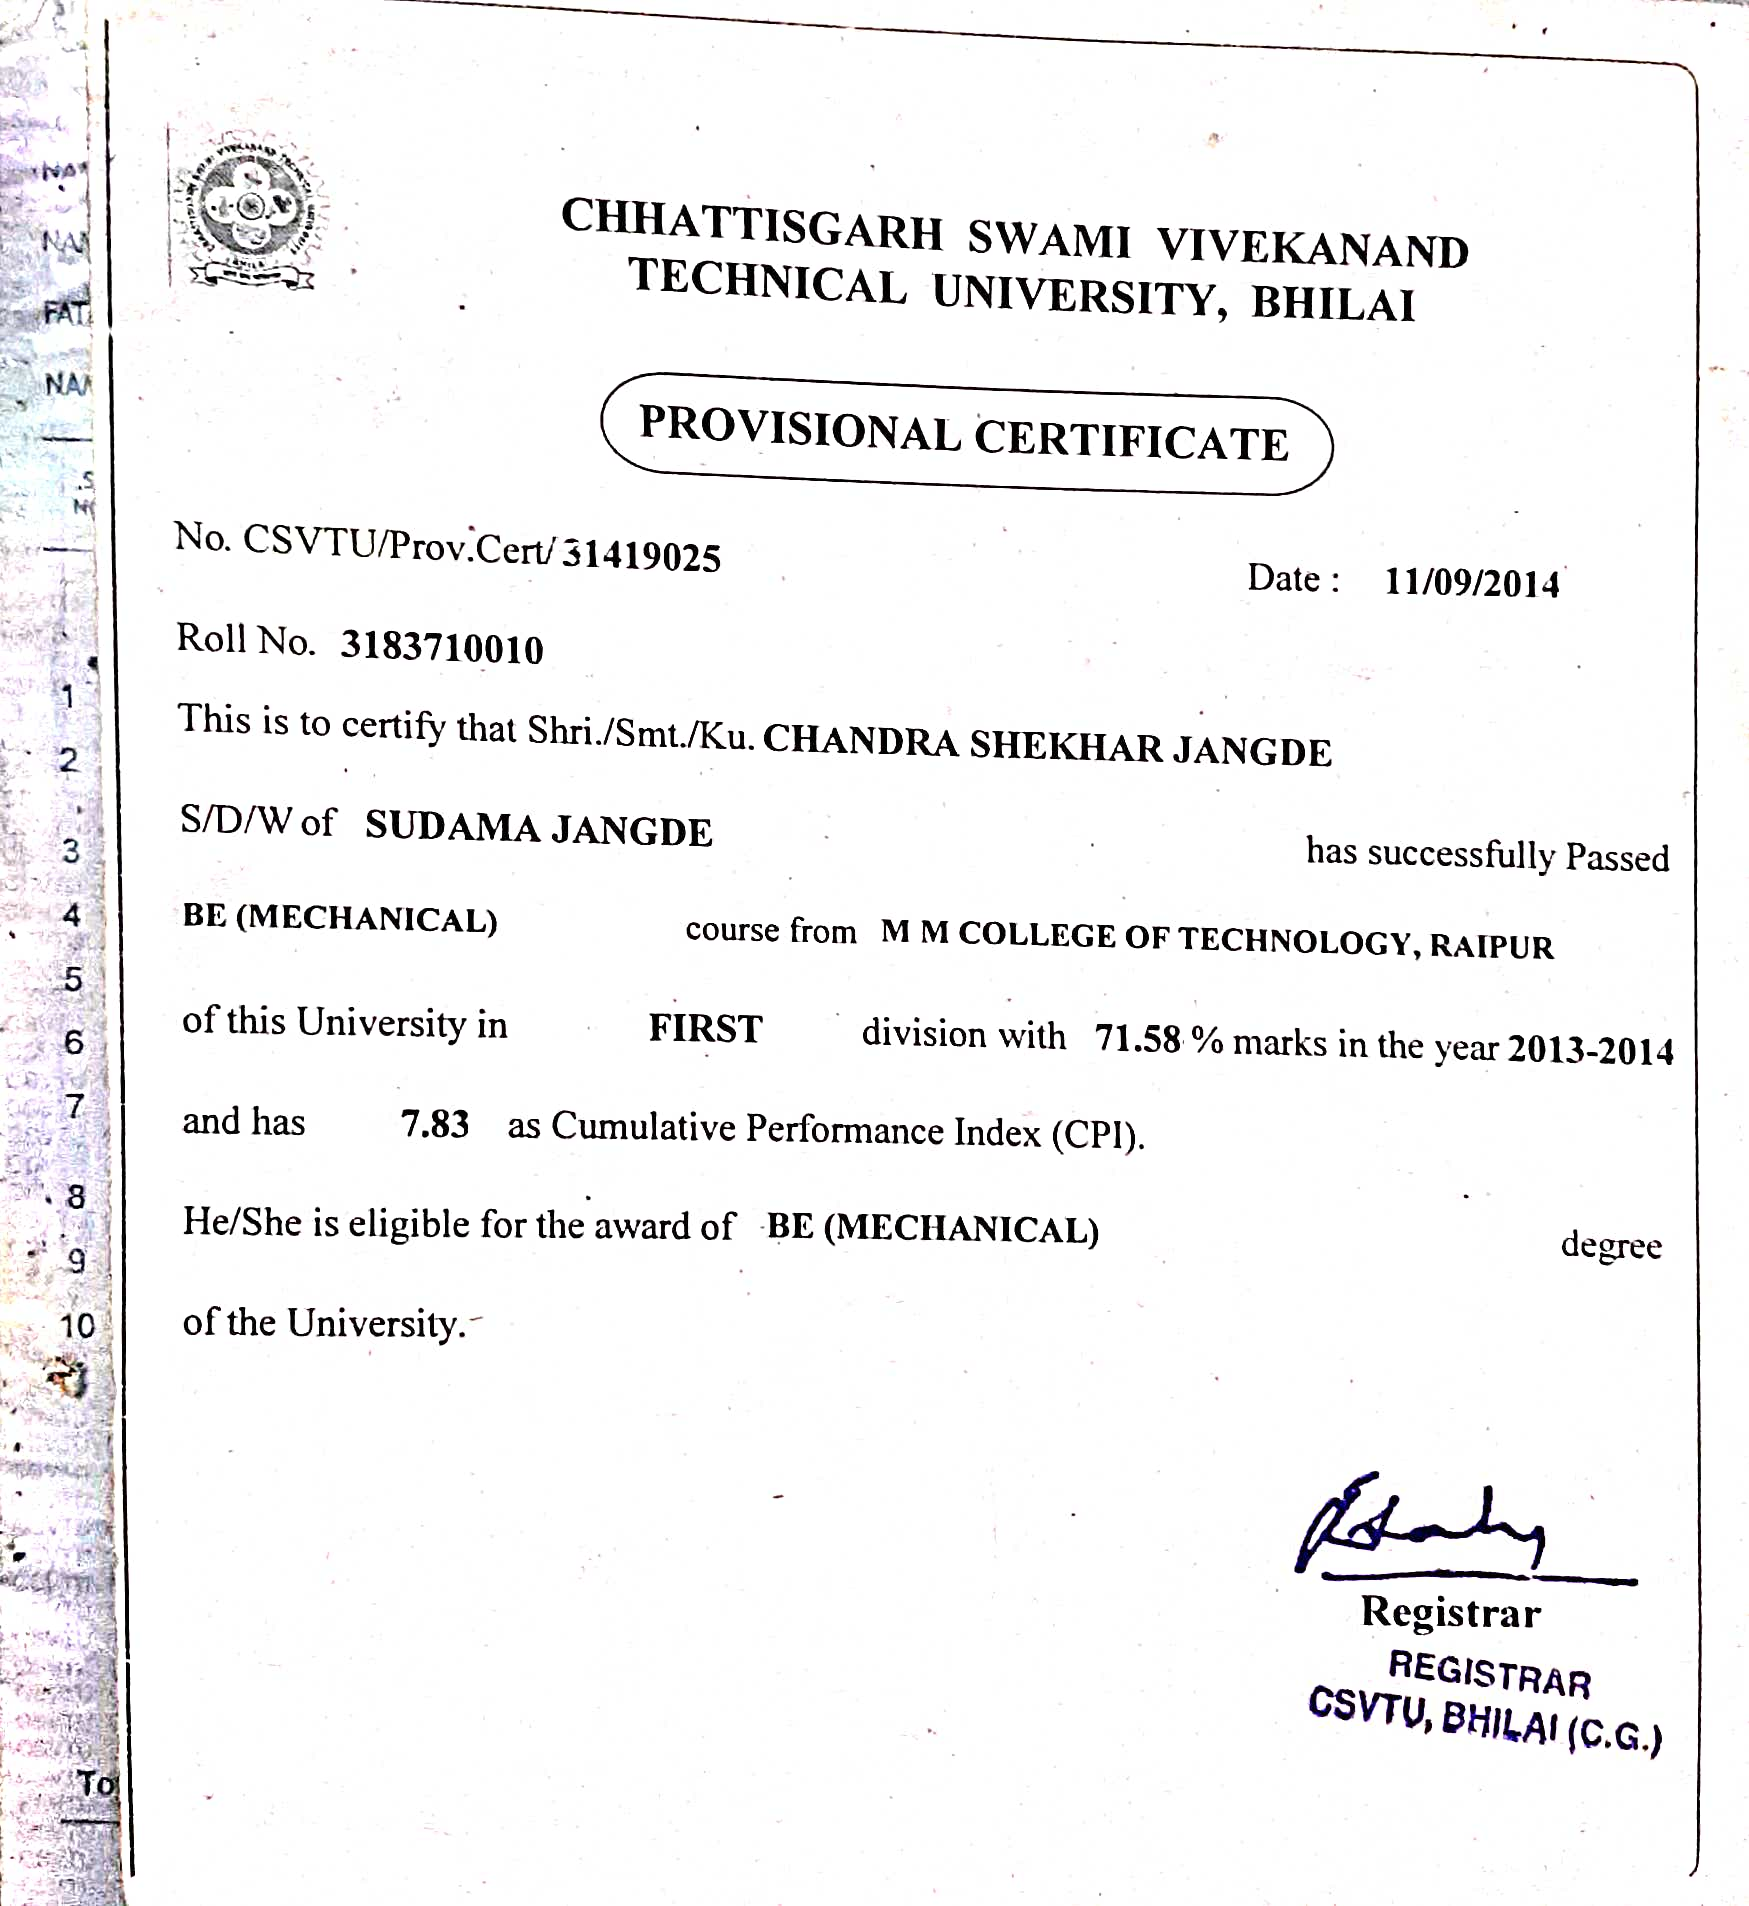 CHHATTISGARH SWAMI VIVEKANAND
TECHNICAL UNIVERSITY, BHILAI
PROVISIONAL CERTIFICATE
No. CSVTU/Prov.Cert/ 31419025
Date : 11/09/2014
Roll No. 3183710010
This is to certify that Shri./Smt./Ku. CHANDRA SHEKHAR JANGDE
S/D/W of SUDAMA JANGDE has successfully Passed
BE (MECHANICAL) course from M M COLLEGE OF TECHNOLOGY, RAIPUR
of this University in FIRST division with 71.58 % marks in the year 2013-2014
and has 7.83 as Cumulative Performance Index (CPI).
He/She is eligible for the award of BE (MECHANICAL) degree
of the University.
Registrar
REGISTRAR
CSVTU, BHILAI (C.G.)
1
2
3
4
5
6
7
8
9
10
To